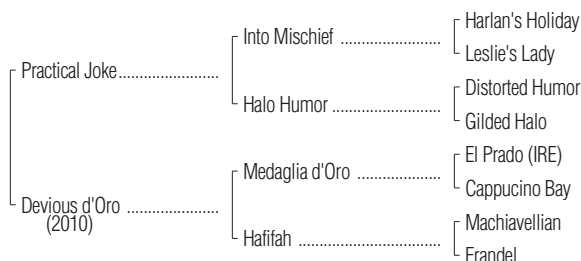 Harlan's Holiday
Into Mischief
Leslie's Lady
Practical Joke
Distorted Humor
Halo Humor
Gilded Halo
El Prado (IRE)
Medaglia d'Oro
Cappucino Bay
Devious d'Oro
(2010)
Machiavellian
Hafifah
Frandel